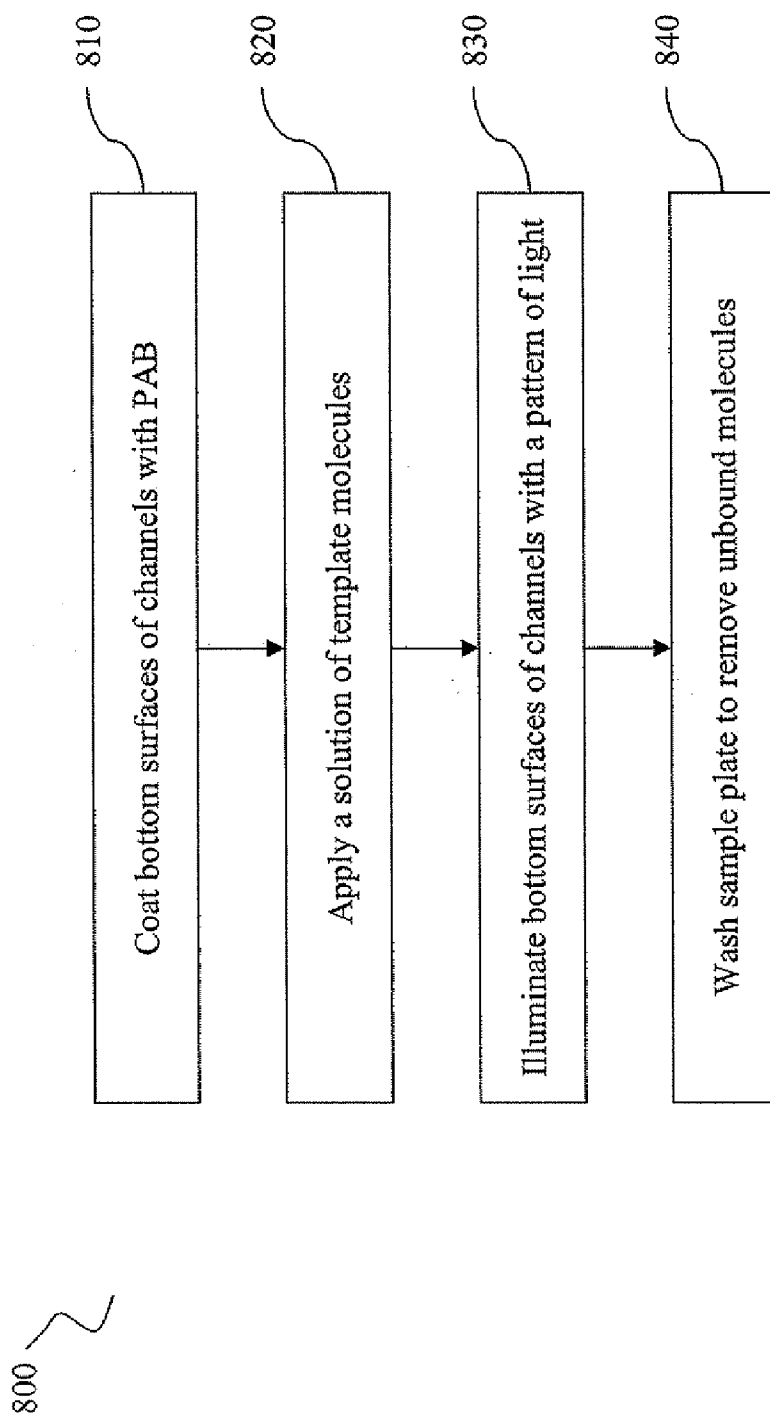 800
Coat bottom surfaces of channels with PAB
810
Apply a solution of template molecules
820
Illuminate bottom surfaces of channels with a pattern of light
830
Wash sample plate to remove unbound molecules
840